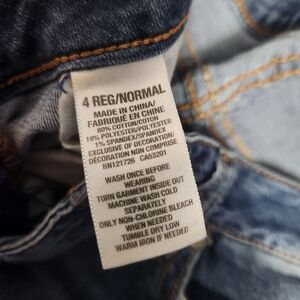 4 REG/NORMAL
MADE IN CHINA/
FABRIQUÉ EN CHINE
80% COTTON/COTON
19% POLYESTER/POLYESTER
1% SPANDEX/SPANDEX
EXCLUSIVE OF DECORATION/
DÉCORATION NON COMPRISE
RN121726 CA53201
WASH ONCE BEFORE
WEARING
TURN GARMENT INSIDE OUT
MACHINE WASH COLD
SEPARATELY
ONLY NON-CHLORINE BLEACH
WHEN NEEDED
TUMBLE DRY LOW
WARM IRON IF NEEDED